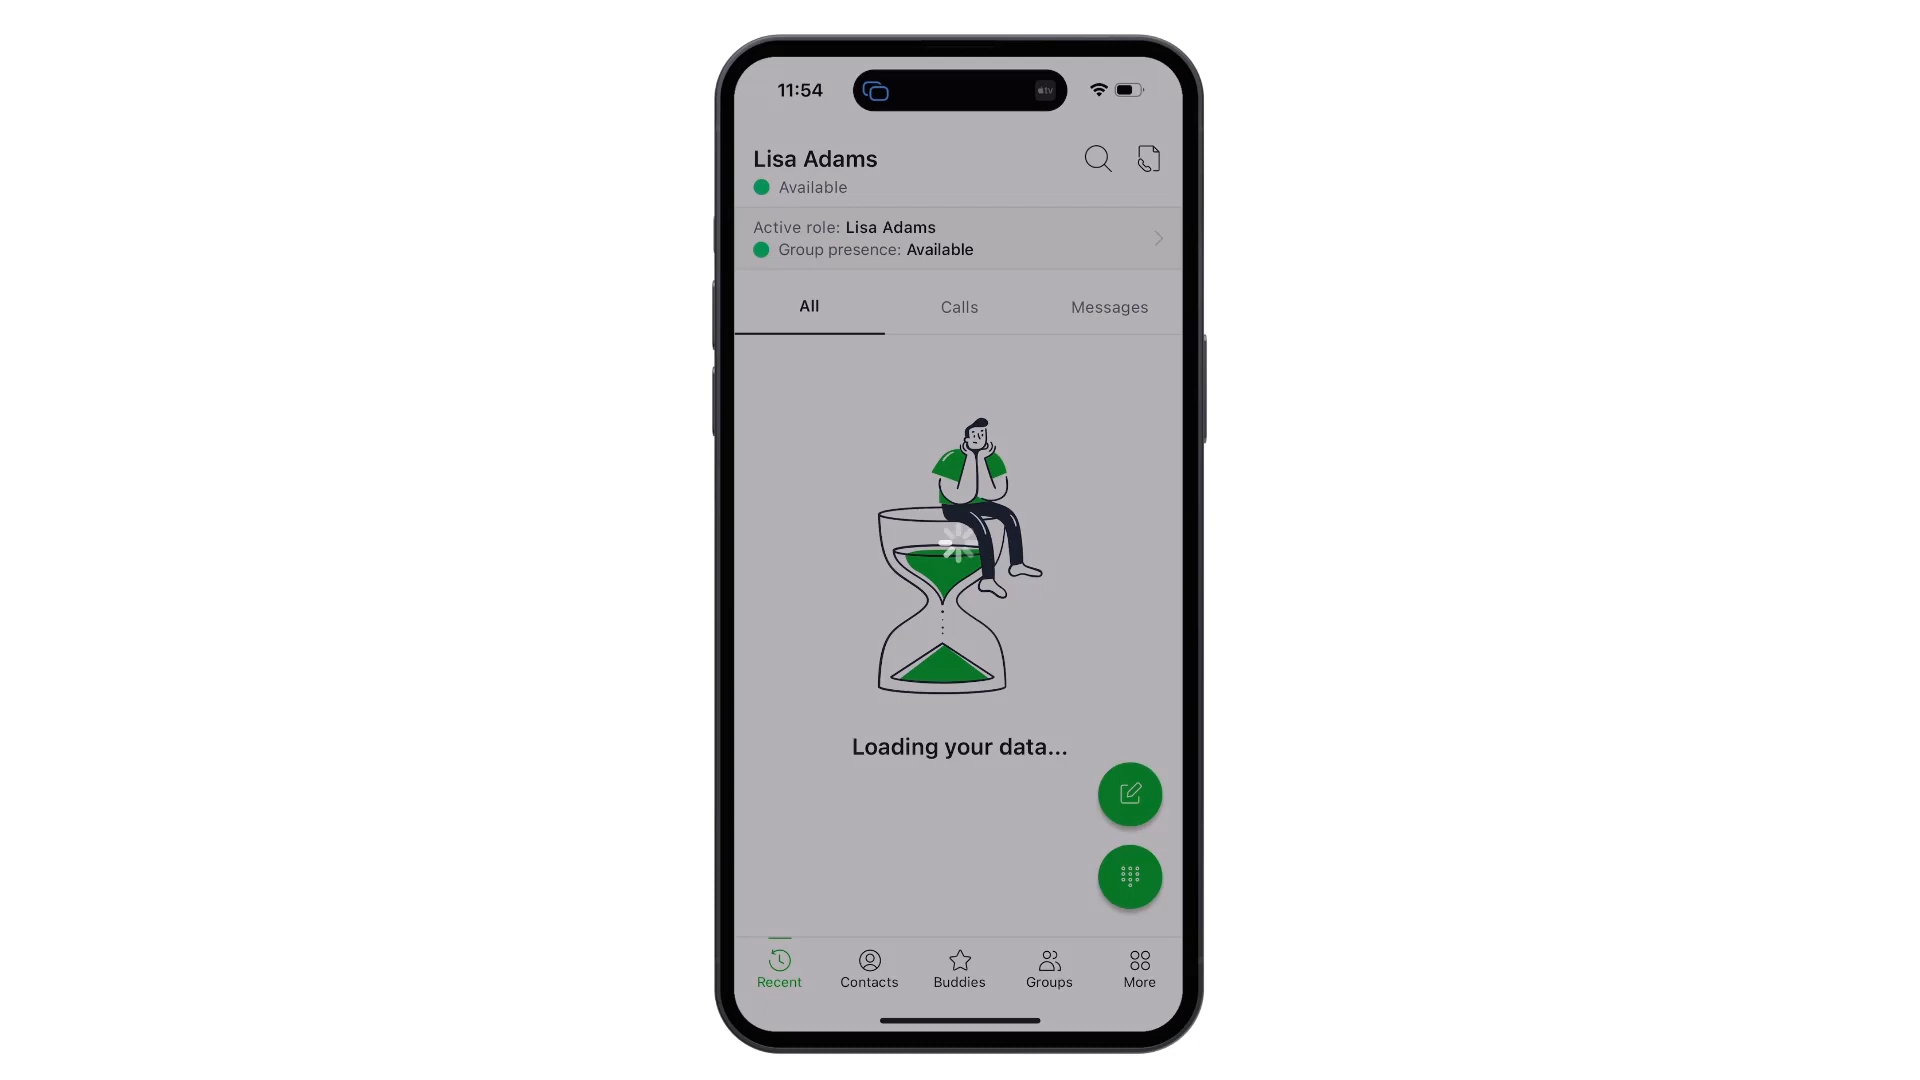 11:54
tv
Lisa Adams
Available
Active role: Lisa Adams
Group presence: Available
All
Calls
Messages
Loading your data...
Recent
Contacts
Buddies
Groups
More